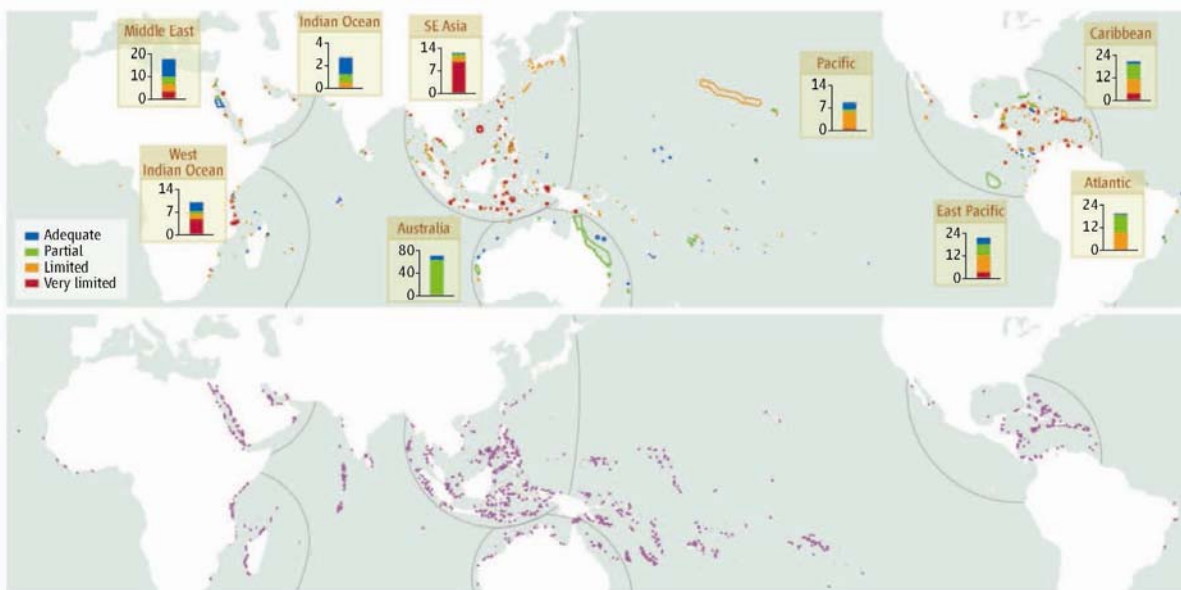 Middle East
20
10
0
Indian Ocean
4
2
0
SE Asia
14
7
0
Pacific
14
7
0
Caribbean
24
12
0
West
Indian Ocean
14
7
0
Australia
80
40
0
East Pacific
24
12
0
Atlantic
24
12
0
Adequate
Partial
Limited
Very limited